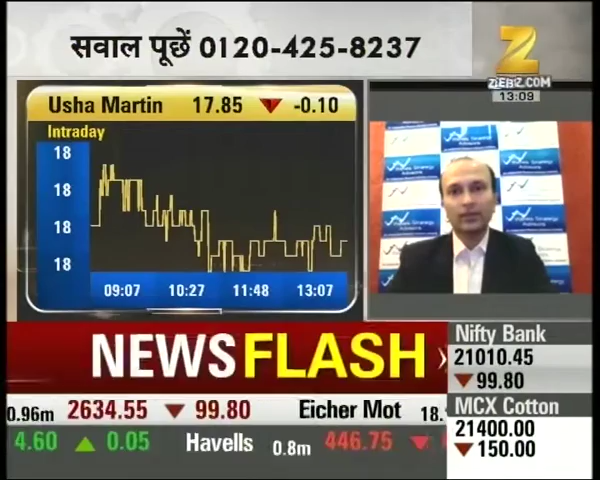 सवाल पूछें 0120-425-8237
ZEEBIZ.COM
13:09
Usha Martin 17.85 -0.10
Intraday
18
18
18
18
09:07 10:27 11:48 13:07
NEWS FLASH
Nifty Bank
21010.45
99.80
MCX Cotton
21400.00
150.00
0.96m 2634.55 99.80 Eicher Mot 18.
4.60 0.05 Havells 0.8m 446.75